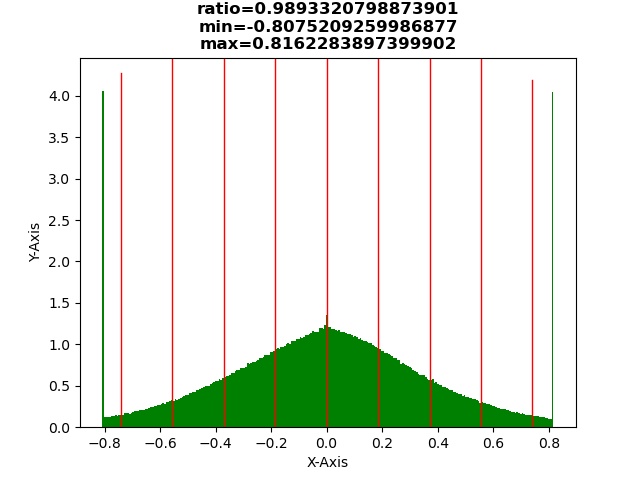 ratio=0.9893320798873901
min=-0.8075209259986877
max=0.8162283897399902
4.0
3.5
3.0
2.5
2.0
1.5
1.0
0.5
0.0
Y-Axis
−0.8 −0.6 −0.4 −0.2 0.0 0.2 0.4 0.6 0.8
X-Axis